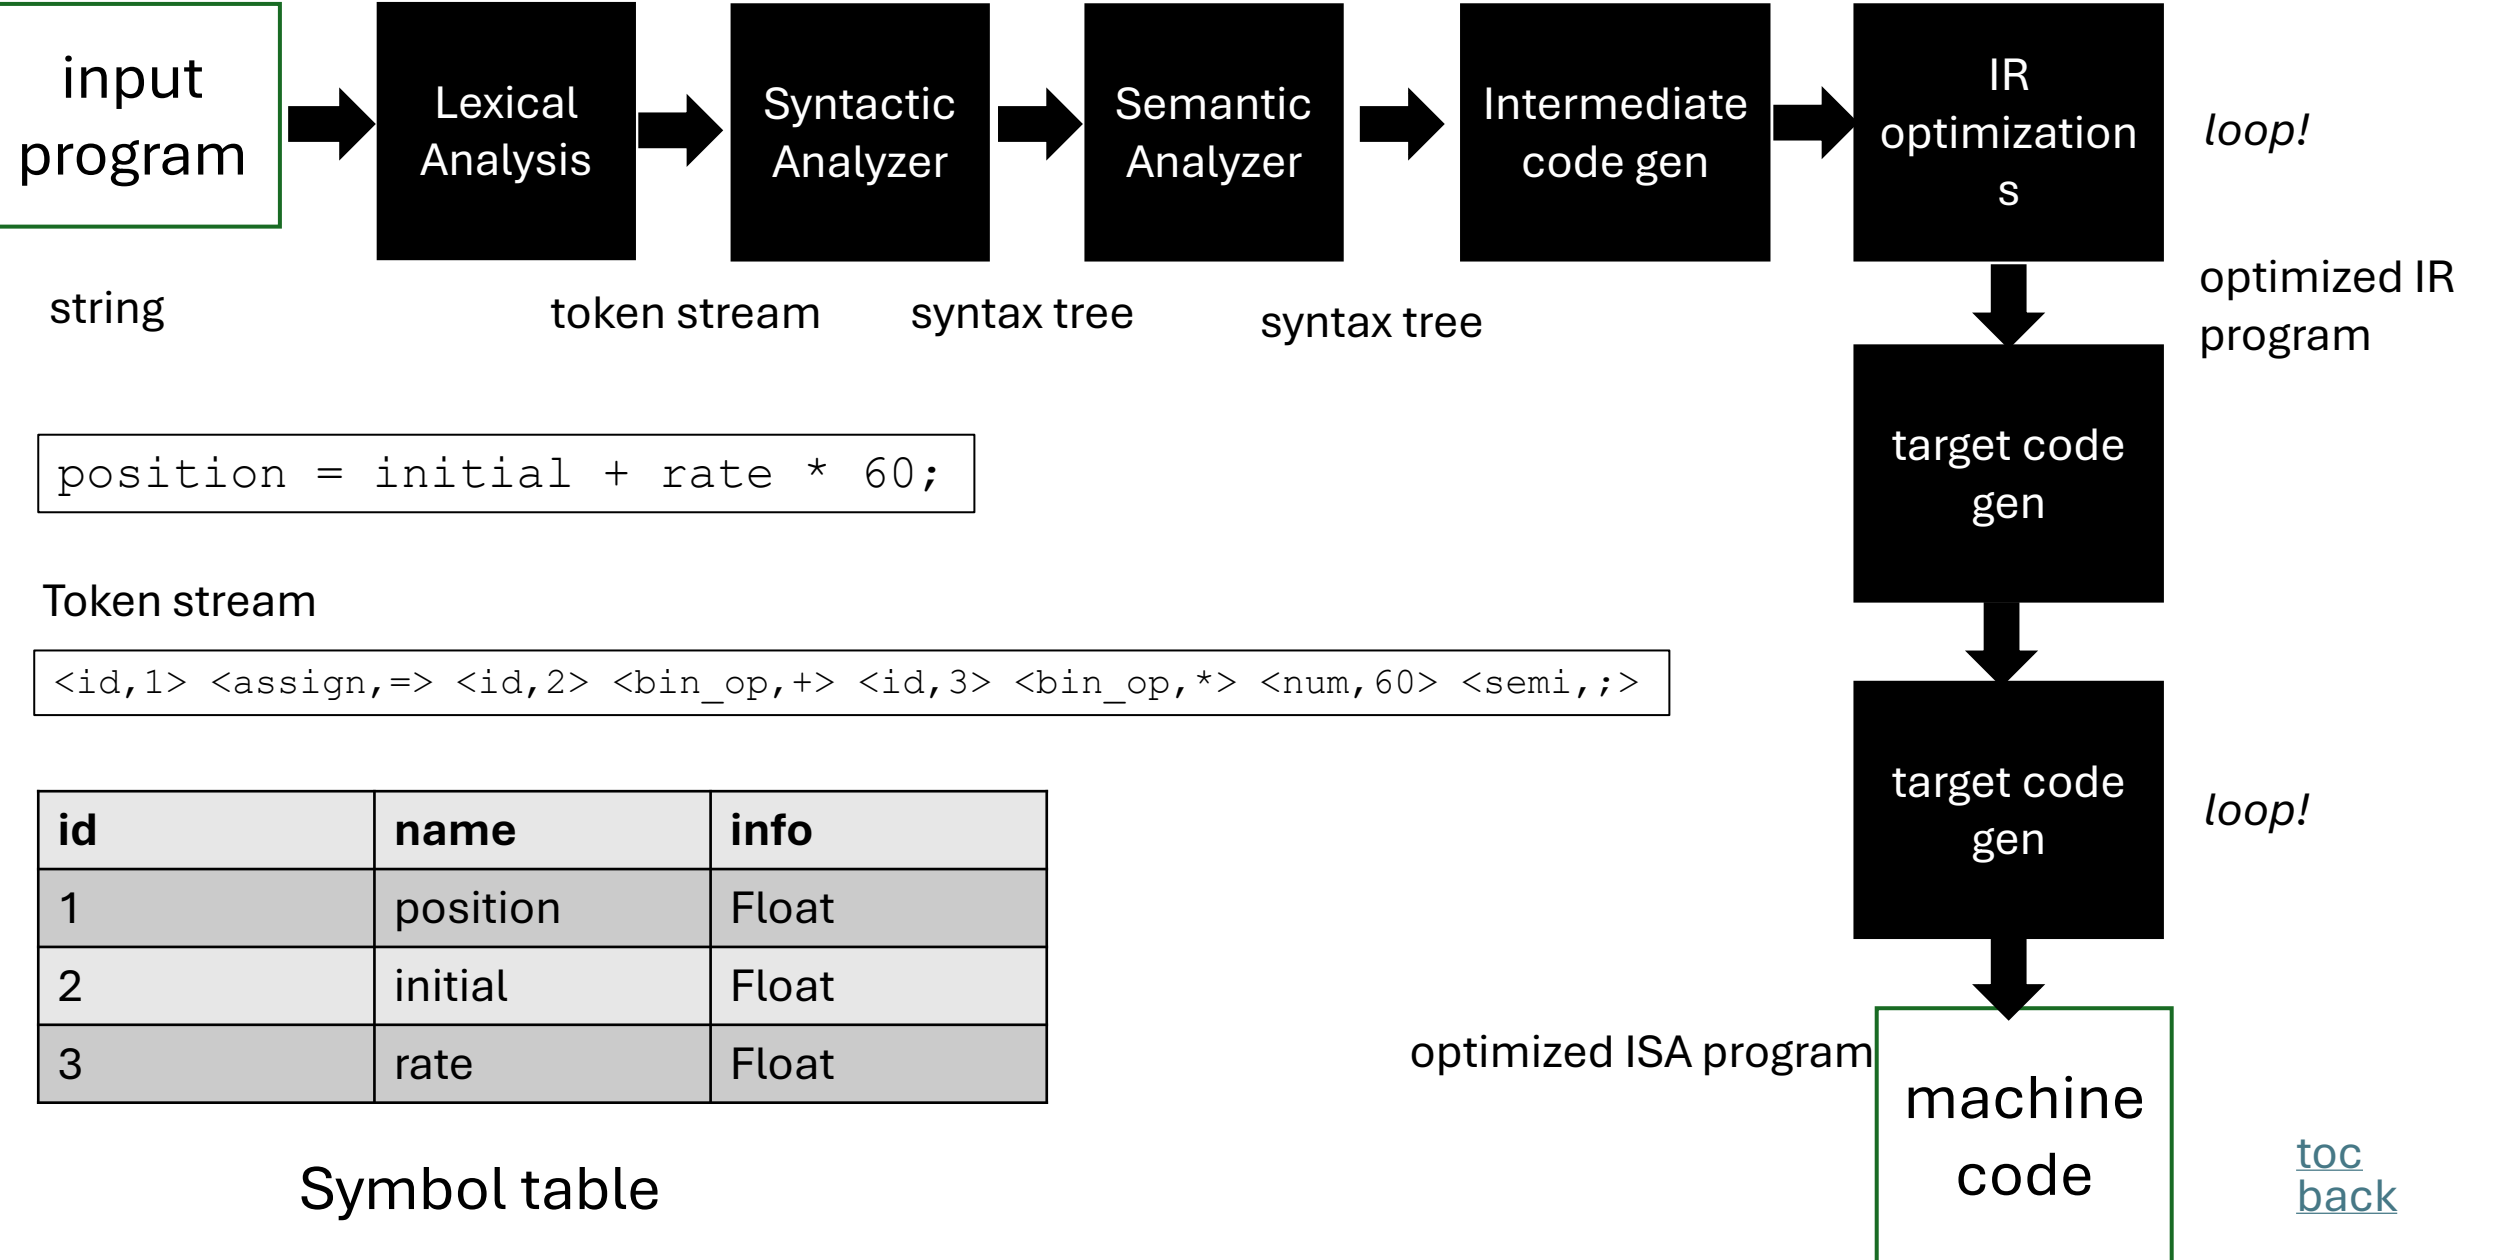 input
program
Lexical
Analysis
Syntactic
Analyzer
Semantic
Analyzer
Intermediate
code gen
IR
optimization
s
loop!
string
token stream
syntax tree
syntax tree
optimized IR
program
target code
gen
position = initial + rate * 60;
Token stream
<id,1> <assign,=> <id,2> <bin_op,+> <id,3> <bin_op,*> <num,60> <semi,;>
target code
gen
loop!
id name info
1 position Float
2 initial Float
3 rate Float
Symbol table
optimized ISA program
machine
code
toc
back